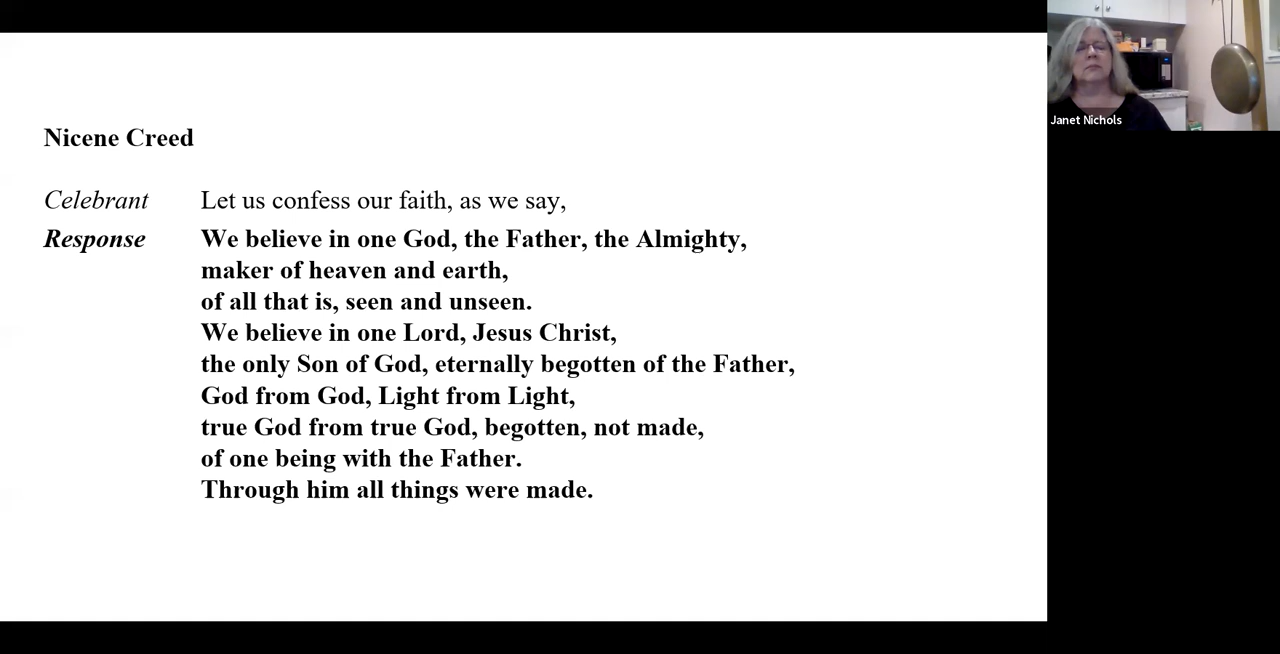 Nicene Creed
Celebrant Let us confess our faith, as we say,
Response We believe in one God, the Father, the Almighty,
maker of heaven and earth,
of all that is, seen and unseen.
We believe in one Lord, Jesus Christ,
the only Son of God, eternally begotten of the Father,
God from God, Light from Light,
true God from true God, begotten, not made,
of one being with the Father.
Through him all things were made.
Janet Nichols